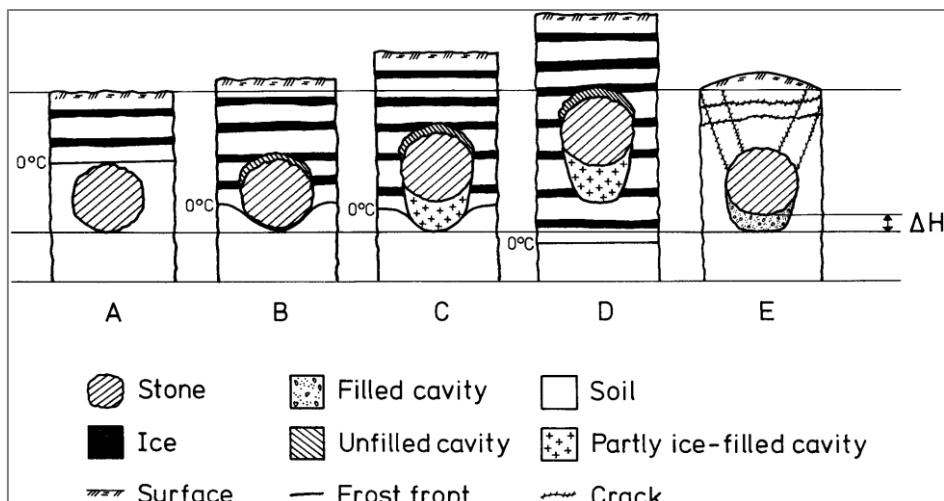 0°C
0°C
0°C
0°C
ΔH
A B C D E
Stone Filled cavity Soil
Ice Unfilled cavity Partly ice-filled cavity
Surface Frost front Crack